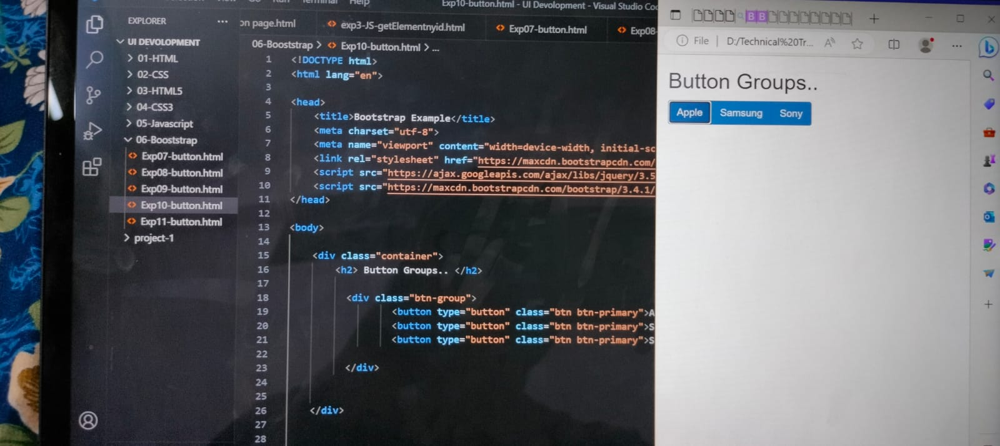 Help
Exp10-button.html - UI Devolopment - Visual Studio Co
EXPLORER
UI DEVOLOPMENT
01-HTML
02-CSS
03-HTML5
04-CSS3
05-Javascript
06-Booststrap
Exp07-button.html
Exp08-button.html
Exp09-button.html
Exp10-button.html
Exp11-button.html
project-1
on page.html
exp3-JS-getElementnyid.html
Exp07-button.html
Exp08-
06-Booststrap > Exp10-button.html > ...
1 <!DOCTYPE html>
2 <html lang="en">
3
4 <head>
5 <title>Bootstrap Example</title>
6 <meta charset="utf-8">
7 <meta name="viewport" content="width=device-width, initial-sc
8 <link rel="stylesheet" href="https://maxcdn.bootstrapcdn.com/
9 <script src="https://ajax.googleapis.com/ajax/libs/jquery/3.5
10 <script src="https://maxcdn.bootstrapcdn.com/bootstrap/3.4.1/
11 </head>
12
13 <body>
14
15 <div class="container">
16 <h2> Button Groups.. </h2>
17
18 <div class="btn-group">
19 <button type="button" class="btn btn-primary">A
20 <button type="button" class="btn btn-primary">S
21 <button type="button" class="btn btn-primary">S
22
23 </div>
24
25
26 </div>
27
28
B B
File | D:/Technical%20Tr...
Button Groups..
Apple Samsung Sony